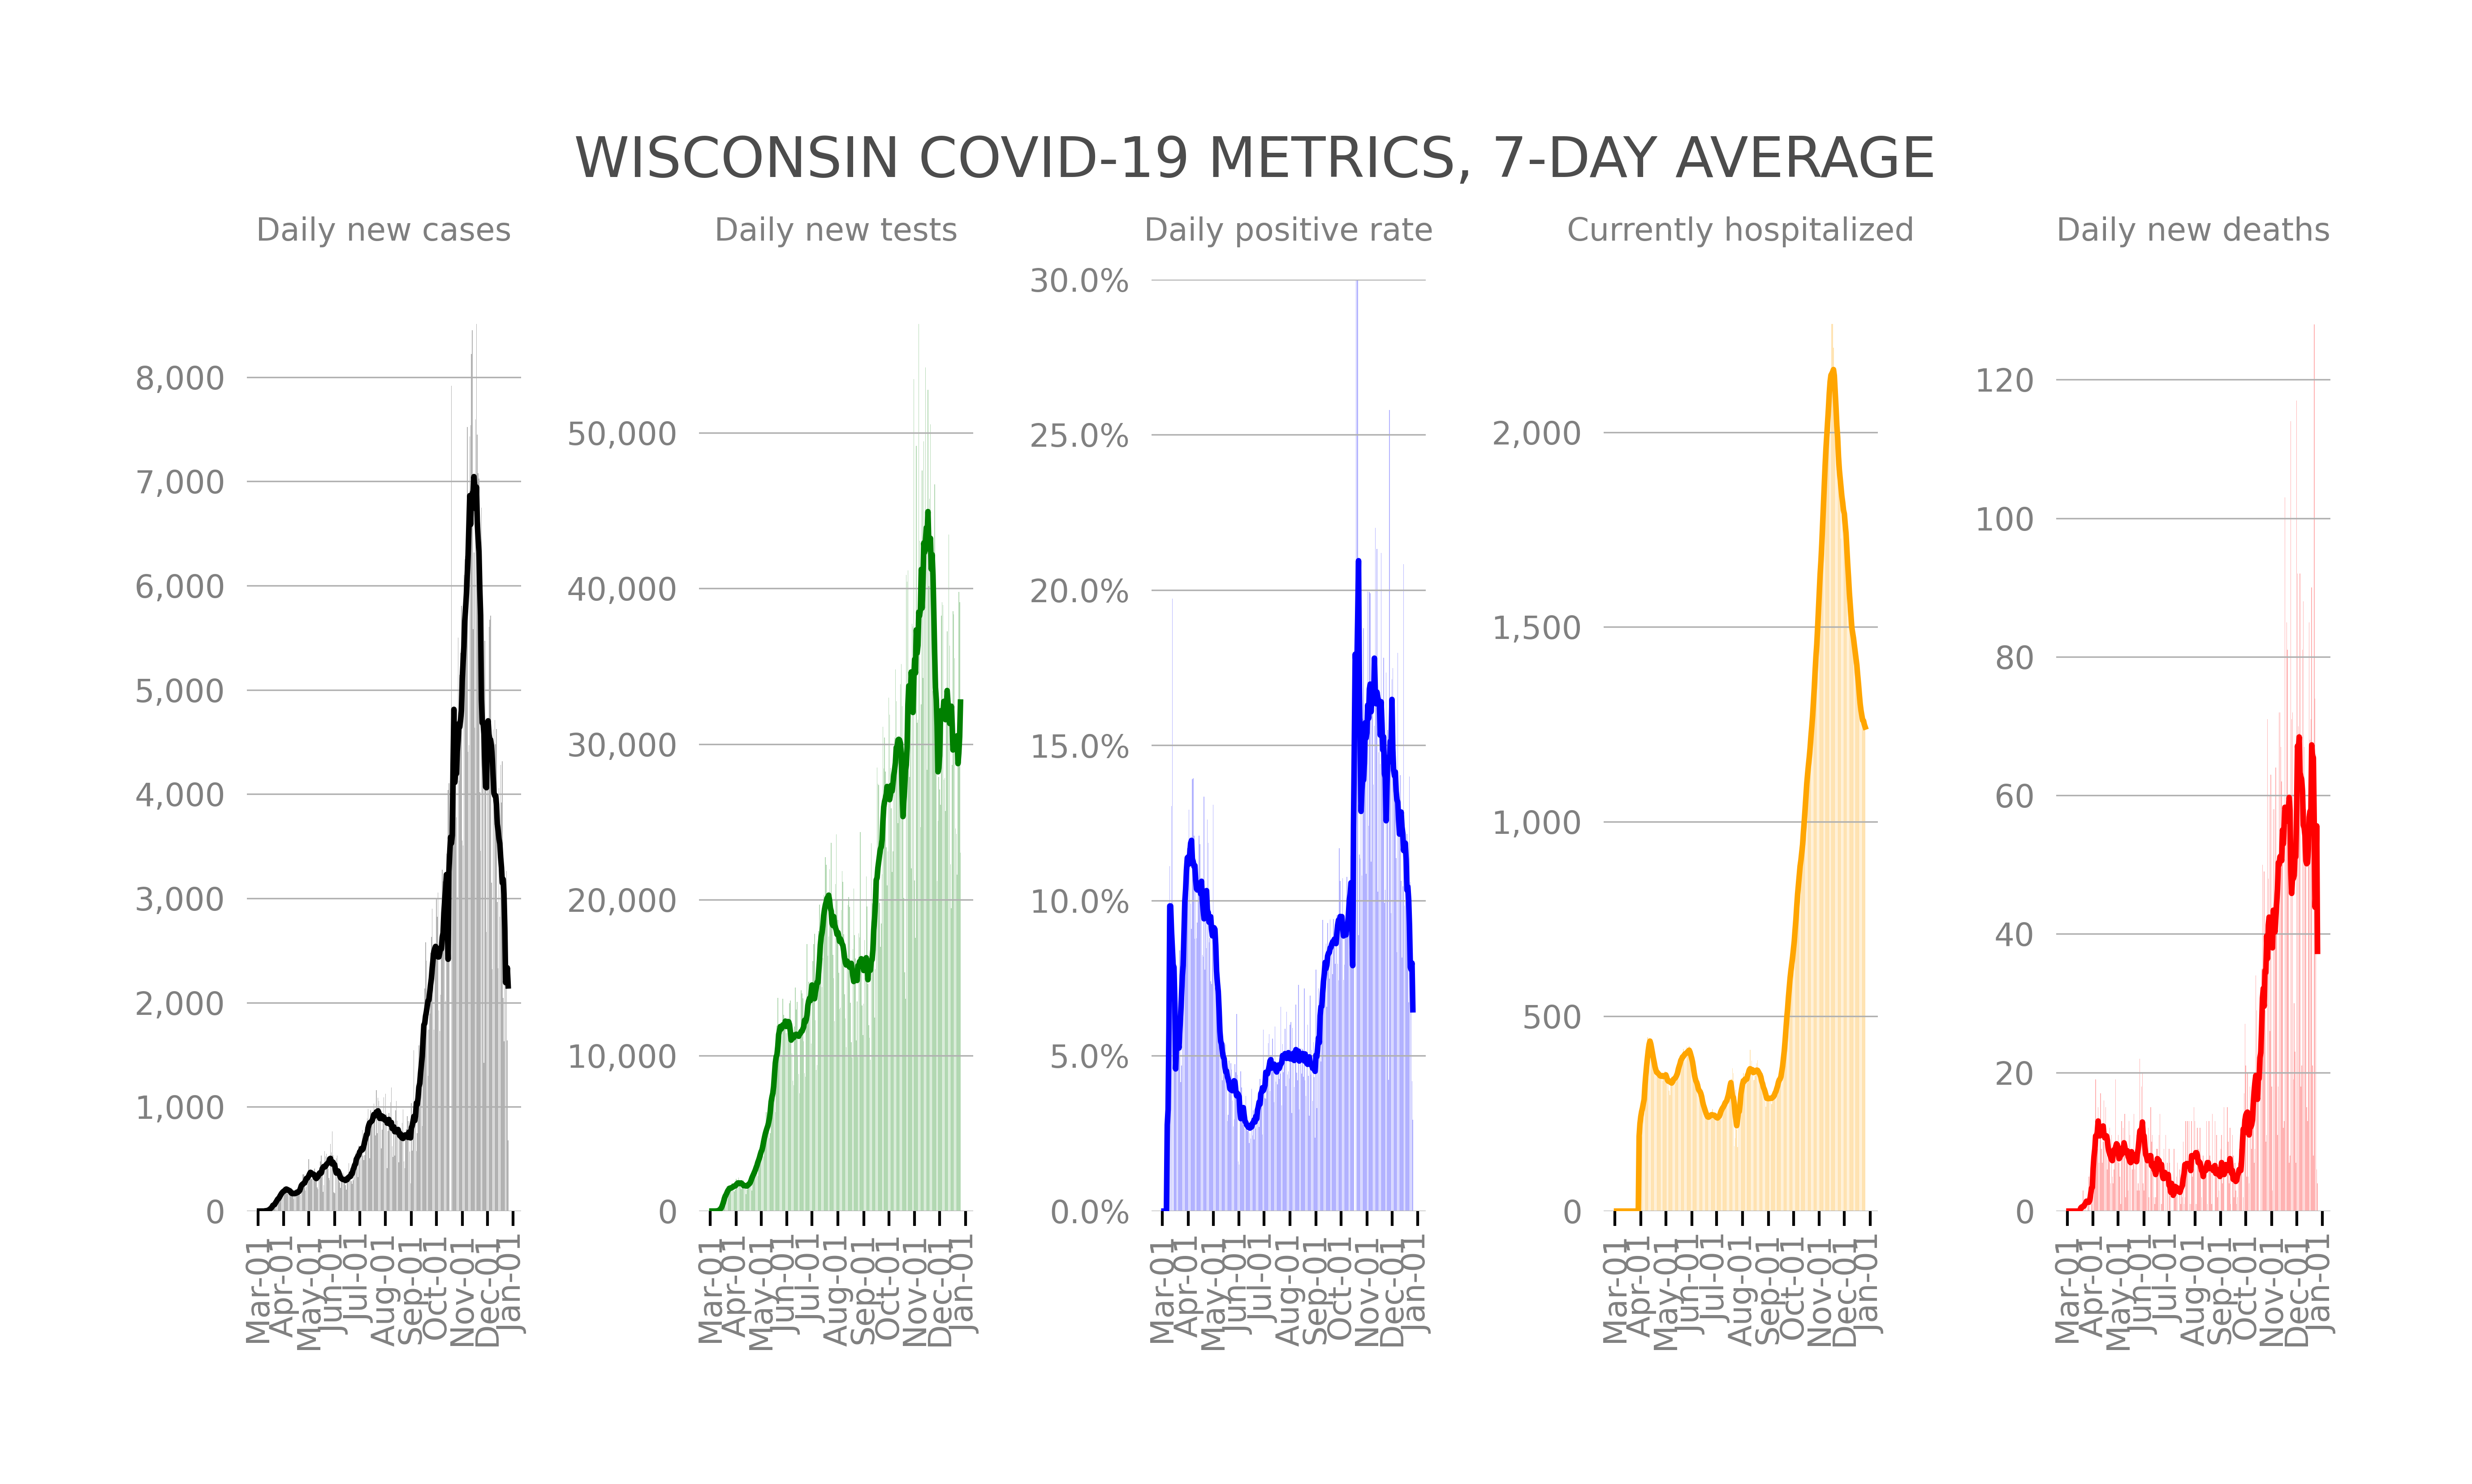 WISCONSIN COVID-19 METRICS, 7-DAY AVERAGE
Daily new cases
8,000
7,000
6,000
5,000
4,000
3,000
2,000
1,000
0
Mar-01
Apr-01
May-01
Jun-01
Jul-01
Aug-01
Sep-01
Oct-01
Nov-01
Dec-01
Jan-01
Daily new tests
50,000
40,000
30,000
20,000
10,000
0
Mar-01
Apr-01
May-01
Jun-01
Jul-01
Aug-01
Sep-01
Oct-01
Nov-01
Dec-01
Jan-01
Daily positive rate
30.0%
25.0%
20.0%
15.0%
10.0%
5.0%
0.0%
Mar-01
Apr-01
May-01
Jun-01
Jul-01
Aug-01
Sep-01
Oct-01
Nov-01
Dec-01
Jan-01
Currently hospitalized
2,000
1,500
1,000
500
0
Mar-01
Apr-01
May-01
Jun-01
Jul-01
Aug-01
Sep-01
Oct-01
Nov-01
Dec-01
Jan-01
Daily new deaths
120
100
80
60
40
20
0
Mar-01
Apr-01
May-01
Jun-01
Jul-01
Aug-01
Sep-01
Oct-01
Nov-01
Dec-01
Jan-01